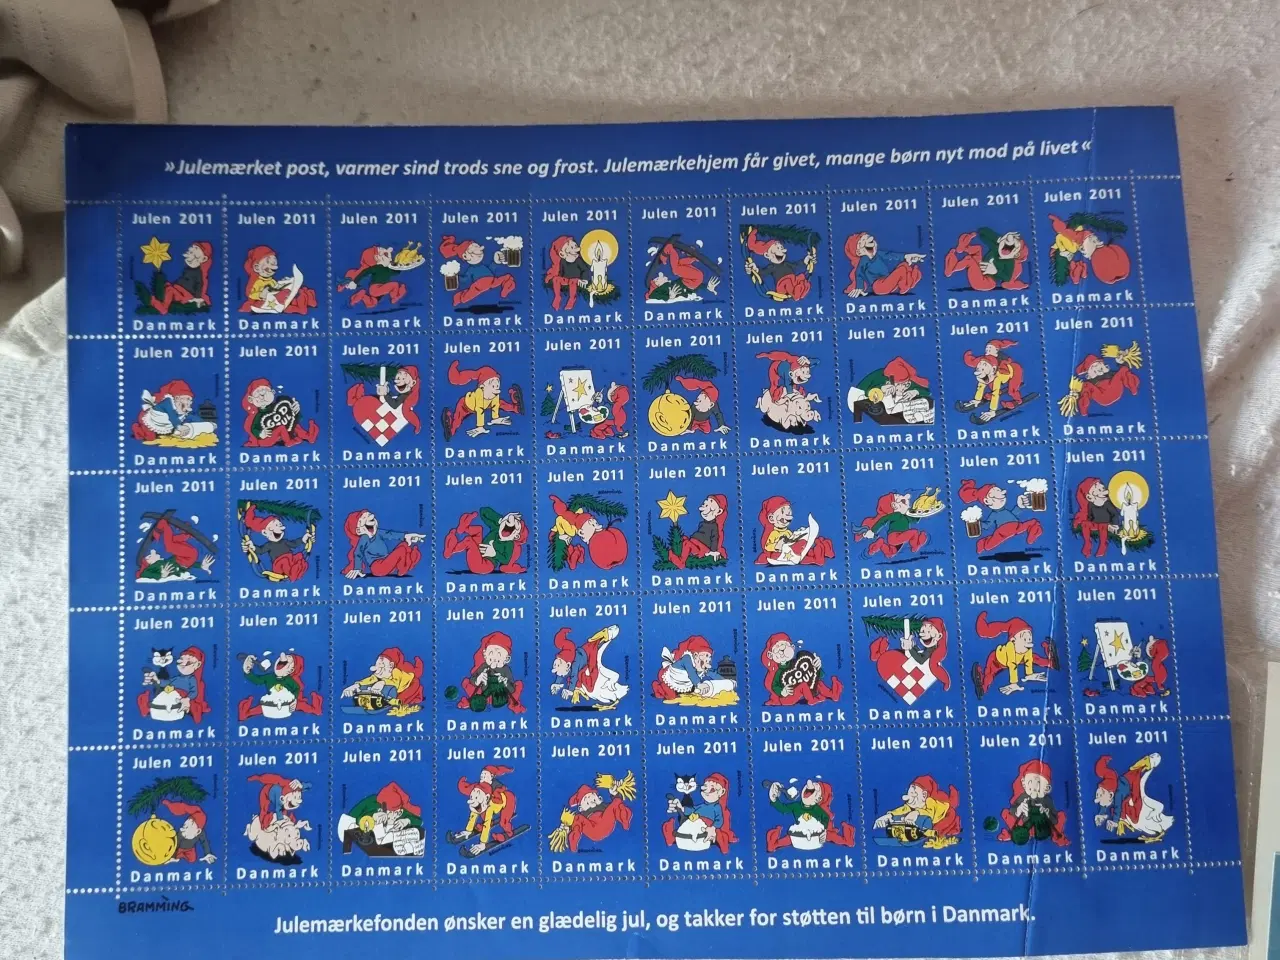 »Julemærket post, varmer sind trods sne og frost. Julemærkehjem får givet, mange børn nyt mod på livet«
Julen 2011 Julen 2011 Julen 2011 Julen 2011 Julen 2011 Julen 2011 Julen 2011 Julen 2011 Julen 2011 Julen 2011
Danmark Danmark Danmark Danmark Danmark Danmark Danmark Danmark Danmark Danmark
Julen 2011 Julen 2011 Julen 2011 Julen 2011 Julen 2011 Julen 2011 Julen 2011 Julen 2011 Julen 2011 Julen 2011
GOD JUL
Danmark Danmark Danmark Danmark Danmark Danmark Danmark Danmark Danmark Danmark
Julen 2011 Julen 2011 Julen 2011 Julen 2011 Julen 2011 Julen 2011 Julen 2011 Julen 2011 Julen 2011 Julen 2011
Danmark Danmark Danmark Danmark Danmark Danmark Danmark Danmark Danmark Danmark
Julen 2011 Julen 2011 Julen 2011 Julen 2011 Julen 2011 Julen 2011 Julen 2011 Julen 2011 Julen 2011 Julen 2011
GOD JUL
Danmark Danmark Danmark Danmark Danmark Danmark Danmark Danmark Danmark Danmark
Julen 2011 Julen 2011 Julen 2011 Julen 2011 Julen 2011 Julen 2011 Julen 2011 Julen 2011 Julen 2011 Julen 2011
Danmark Danmark Danmark Danmark Danmark Danmark Danmark Danmark Danmark Danmark
BRAMMING
Julemærkefonden ønsker en glædelig jul, og takker for støtten til børn i Danmark.